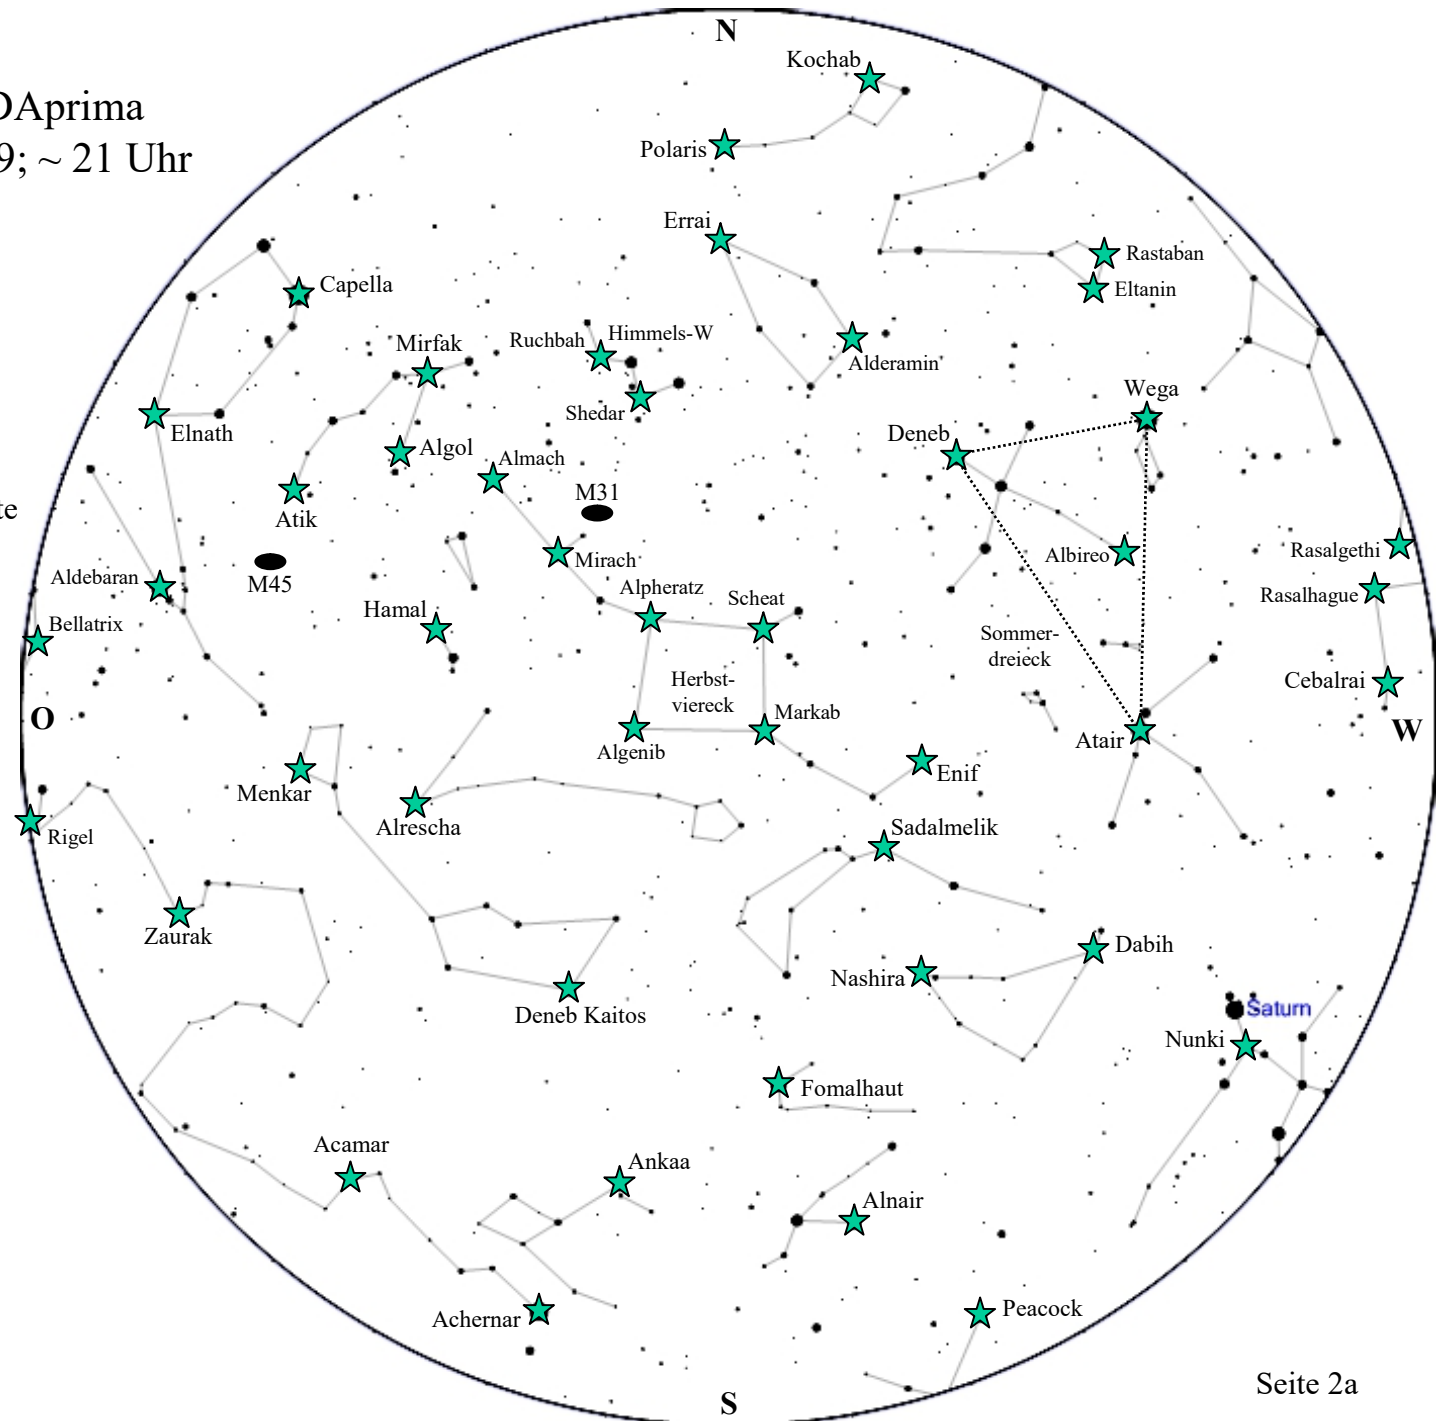 N
Kochab
DAprima
Polaris
9; ~ 21 Uhr
Errai
Rastaban
Capella
Eltanin
Ruchbah
Himmels-W
Mirfak
Alderamin
Wega
Shedar
Elnath
Deneb
Algol
Almach
M31
te
Atik
Albireo
Rasalgethi
Mirach
Aldebaran
M45
Alpheratz
Scheat
Rasalhague
Hamal
Bellatrix
Sommer-
dreieck
Herbst-
viereck
Cebalrai
O
Markab
W
Algenib
Atair
Enif
Menkar
Alrescha
Sadalmelik
Rigel
Zaurak
Dabih
Nashira
Saturn
Deneb Kaitos
Nunki
Fomalhaut
Acamar
Ankaa
Alnair
Achernar
Peacock
Seite 2a
S